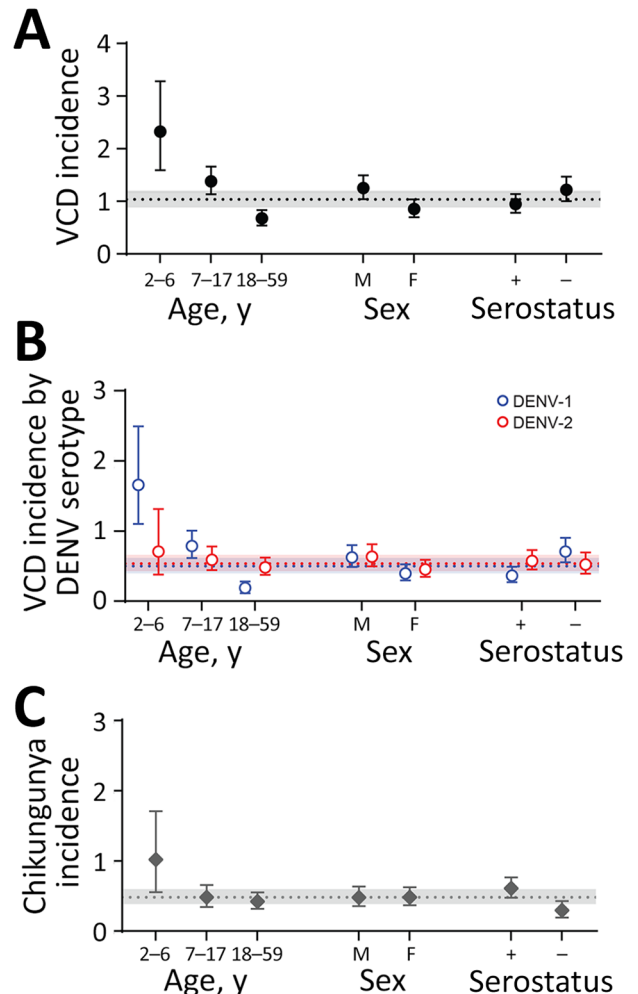 A
VCD incidence
4
3
2
1
0
2–6 7–17 18–59 M F + –
Age, y Sex Serostatus
B
VCD incidence by
DENV serotype
3
2
1
0
DENV-1
DENV-2
2–6 7–17 18–59 M F + –
Age, y Sex Serostatus
C
Chikungunya
incidence
3
2
1
0
2–6 7–17 18–59 M F + –
Age, y Sex Serostatus